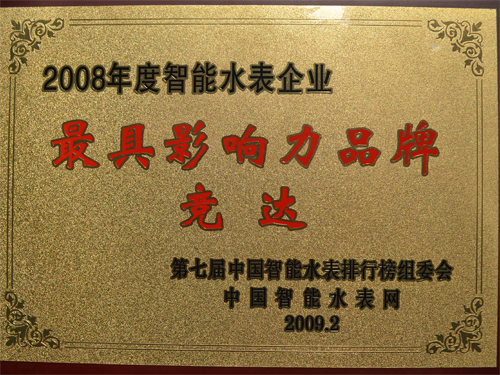 2008年度智能水表企业
最具影响力品牌
竞达
第七届中国智能水表排行榜组委会
中国智能水表网
2009.2